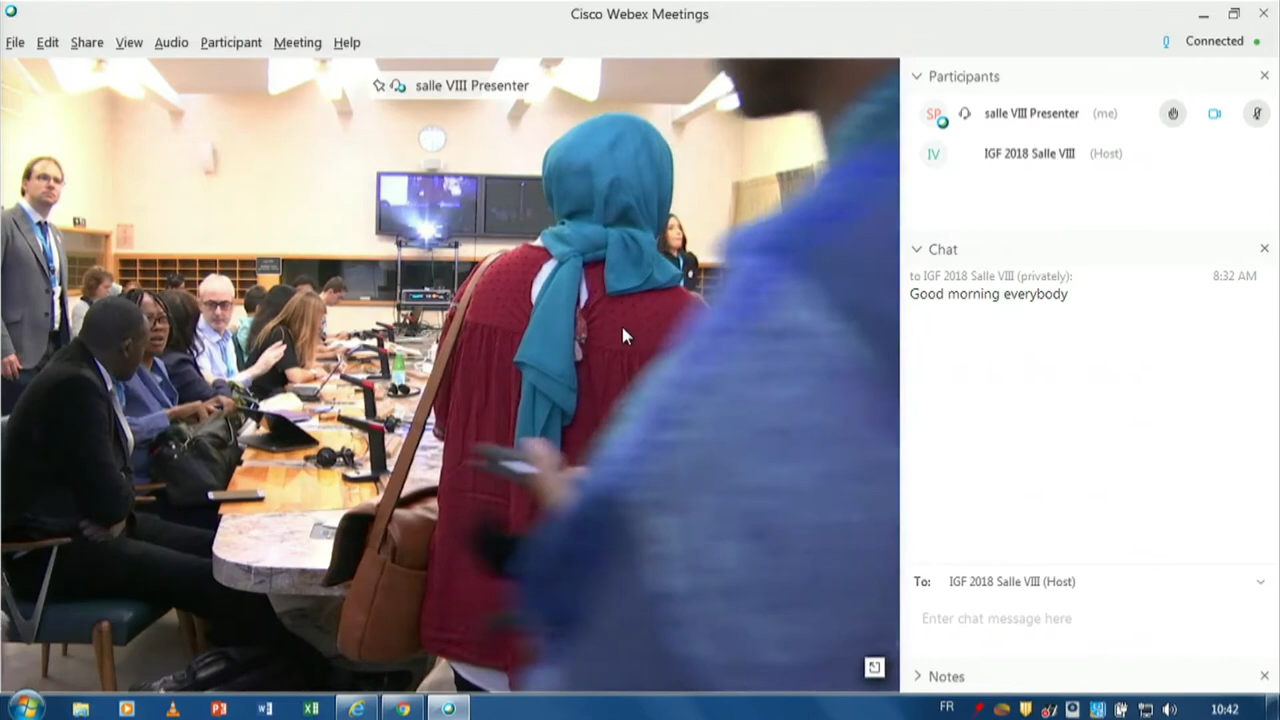 Cisco Webex Meetings
File Edit Share View Audio Participant Meeting Help
Connected
salle VIII Presenter
Participants
SP salle VIII Presenter (me)
IV IGF 2018 Salle VIII (Host)
Chat
to IGF 2018 Salle VIII (privately): 8:32 AM
Good morning everybody
To: IGF 2018 Salle VIII (Host)
Enter chat message here
Notes
FR 10:42